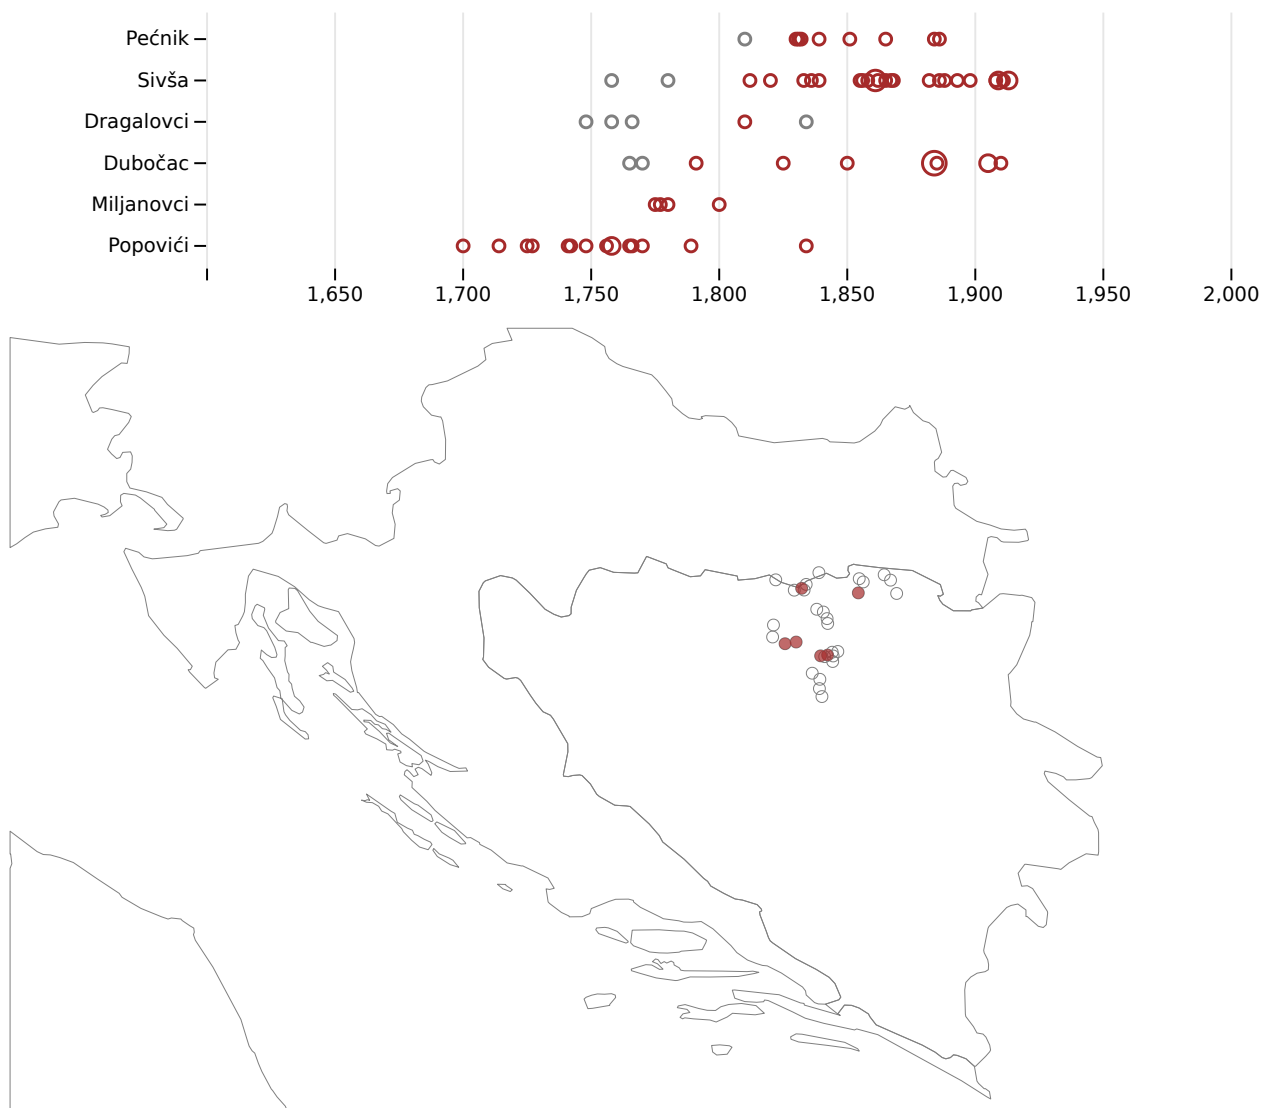 Pećnik
Sivša
Dragalovci
Dubočac
Miljanovci
Popovići
1,650 1,700 1,750 1,800 1,850 1,900 1,950 2,000